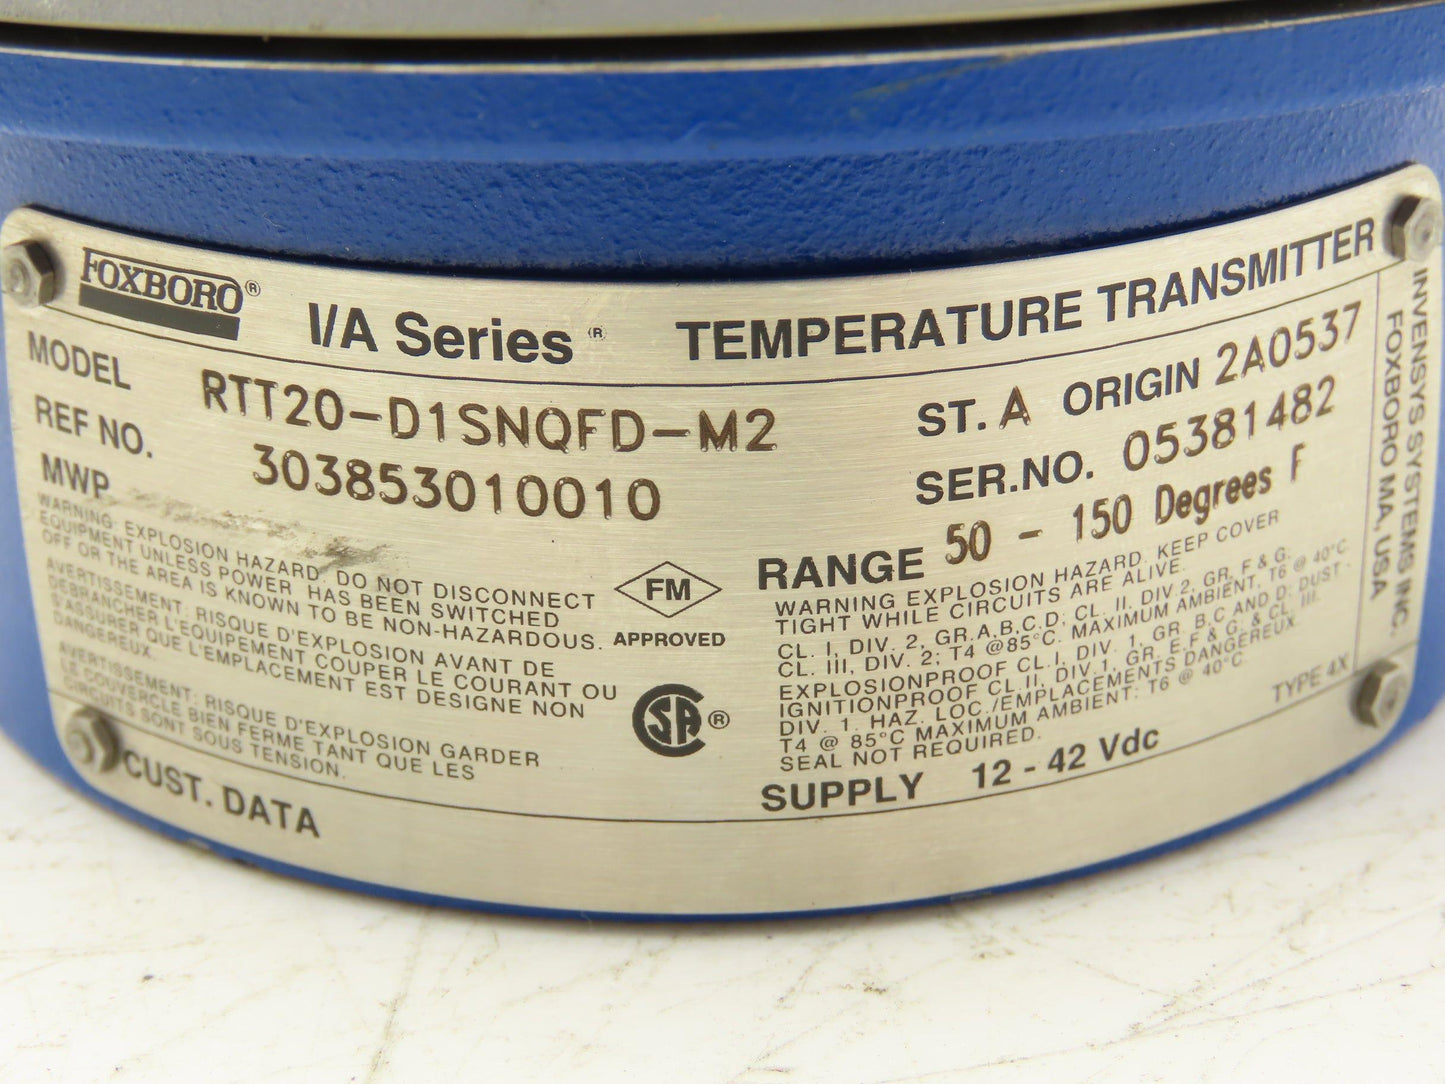 FOXBORO® I/A Series ® TEMPERATURE TRANSMITTER
MODEL RTT20-D1SNQFD-M2 ST. A ORIGIN 2A0537
REF NO. 303853010010 SER.NO. 05381482
MWP RANGE 50 - 150 Degrees F
WARNING: EXPLOSION HAZARD. DO NOT DISCONNECT
EQUIPMENT UNLESS POWER HAS BEEN SWITCHED
OFF OR THE AREA IS KNOWN TO BE NON-HAZARDOUS.
AVERTISSEMENT: RISQUE D'EXPLOSION AVANT DE
DEBRANCHER L'EQUIPEMENT COUPER LE COURANT OU
S'ASSURER QUE L'EMPLACEMENT EST DESIGNE NON
DANGEREUX.
AVERTISSEMENT: RISQUE D'EXPLOSION GARDER
LE COUVERCLE BIEN FERME TANT QUE LES
CIRCUITS SONT SOUS TENSION.
FM
APPROVED
CSA®
WARNING EXPLOSION HAZARD. KEEP COVER
TIGHT WHILE CIRCUITS ARE ALIVE.
CL. I, DIV. 2, GR.A,B,C,D; CL. II, DIV.2, GR. F & G;
CL. III, DIV. 2; T4 @85°C. MAXIMUM AMBIENT, T6 @ 40°C.
EXPLOSIONPROOF CL.I, DIV. 1, GR B,C AND D: DUST-
IGNITIONPROOF CL.II, DIV.1, GR. E,F & G; & CL. III.
DIV. 1. HAZ. LOC./EMPLACEMENTS DANGEREUX.
T4 @ 85°C MAXIMUM AMBIENT: T6 @ 40°C
SEAL NOT REQUIRED. TYPE 4X
SUPPLY 12 - 42 Vdc
CUST. DATA
INVENSYS SYSTEMS INC.
FOXBORO MA, USA